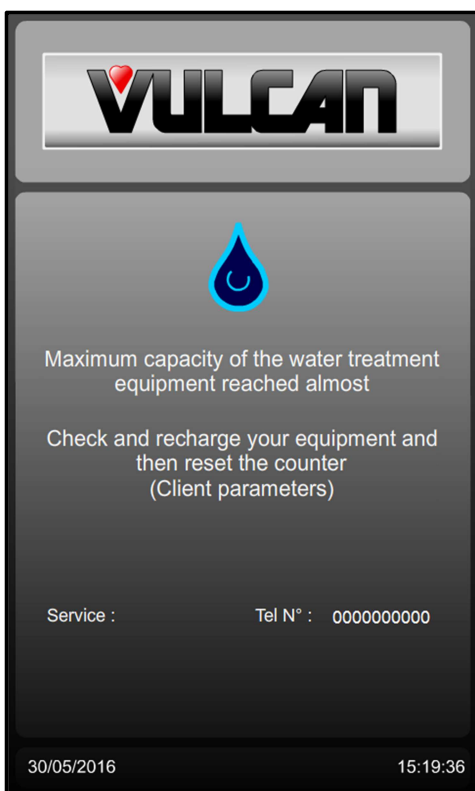 VULCAN
Maximum capacity of the water treatment
equipment reached almost
Check and recharge your equipment and
then reset the counter
(Client parameters)
Service :
Tel N° : 0000000000
30/05/2016
15:19:36